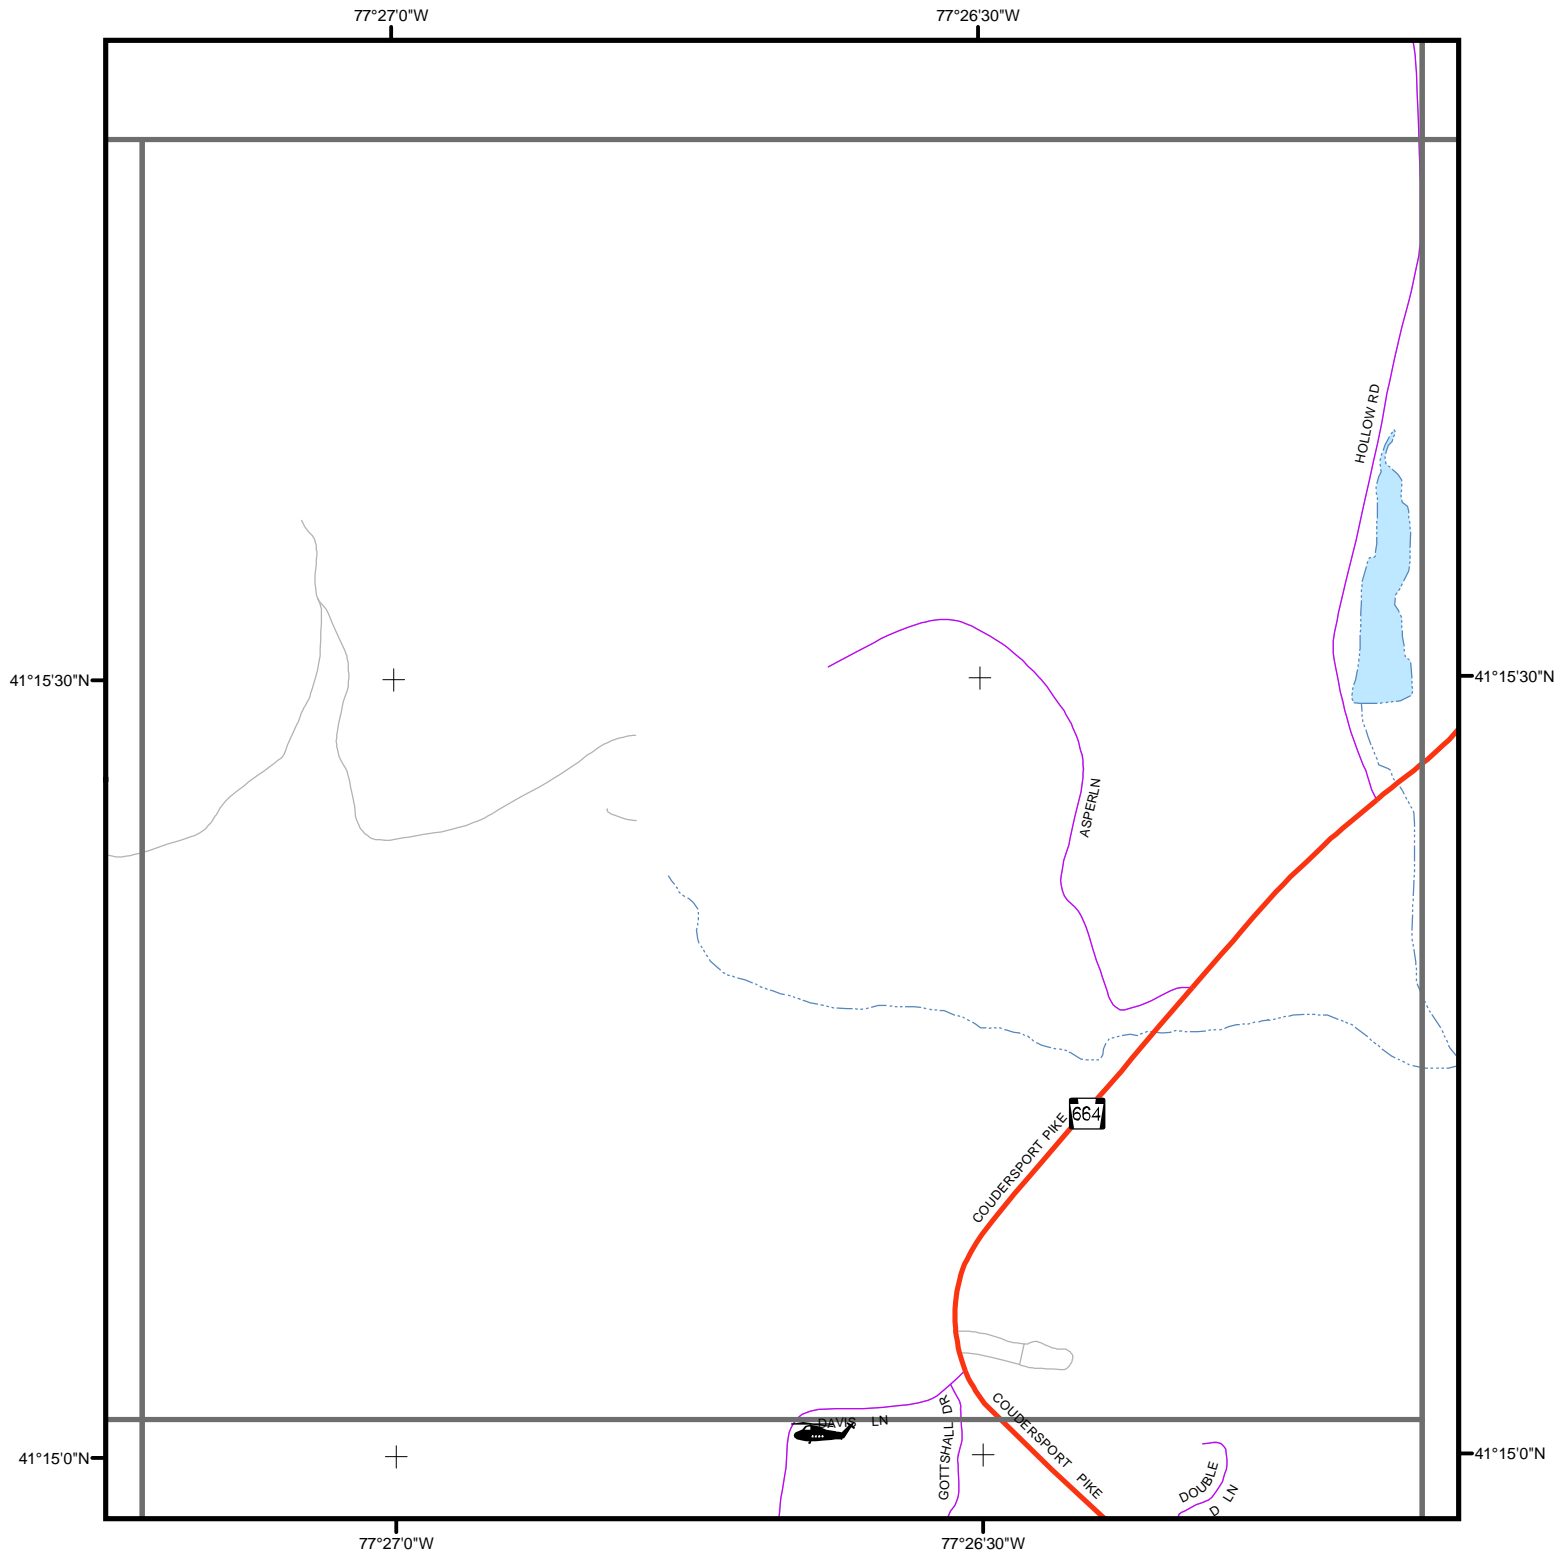 77°27'0"W
77°26'30"W
HOLLOW RD
41°15'30"N
41°15'30"N
ASPERLN
664
COUDERSPORT PIKE
COUDERSPORT PIKE
DAVIS LN
GOTTSHALL DR
41°15'0"N
41°15'0"N
DOUBLE
D LN
77°27'0"W
77°26'30"W